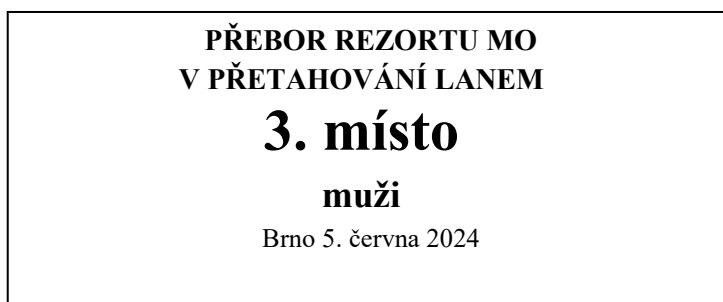 PŘEBOR REZORTU MO
V PŘETAHOVÁNÍ LANEM
3. místo
muži
Brno 5. června 2024